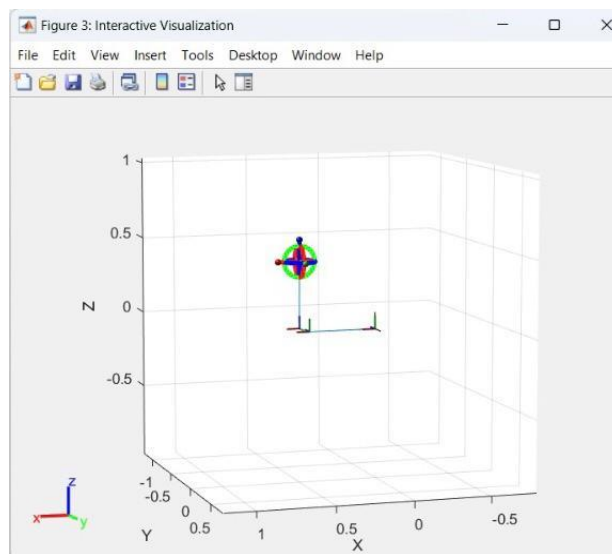 Figure 3: Interactive Visualization
File Edit View Insert Tools Desktop Window Help
1
0.5
0
-0.5
Z
-1
-0.5
0
0.5
Y
1
0.5
0
-0.5
X
z
x
y